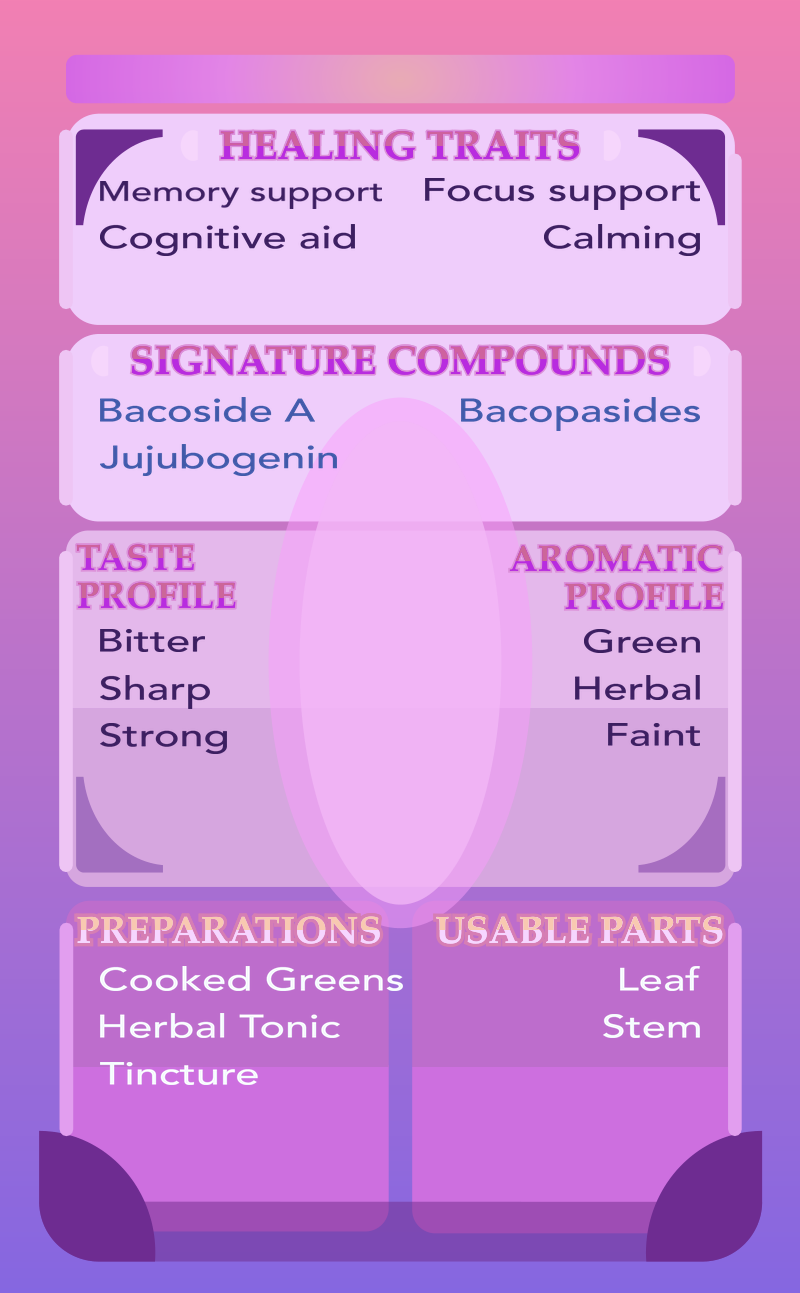 HEALING TRAITS
Memory support Focus support
Cognitive aid Calming
SIGNATURE COMPOUNDS
Bacoside A Bacopasides
Jujubogenin
TASTE
PROFILE
Bitter
Sharp
Strong
AROMATIC
PROFILE
Green
Herbal
Faint
PREPARATIONS
Cooked Greens
Herbal Tonic
Tincture
USABLE PARTS
Leaf
Stem